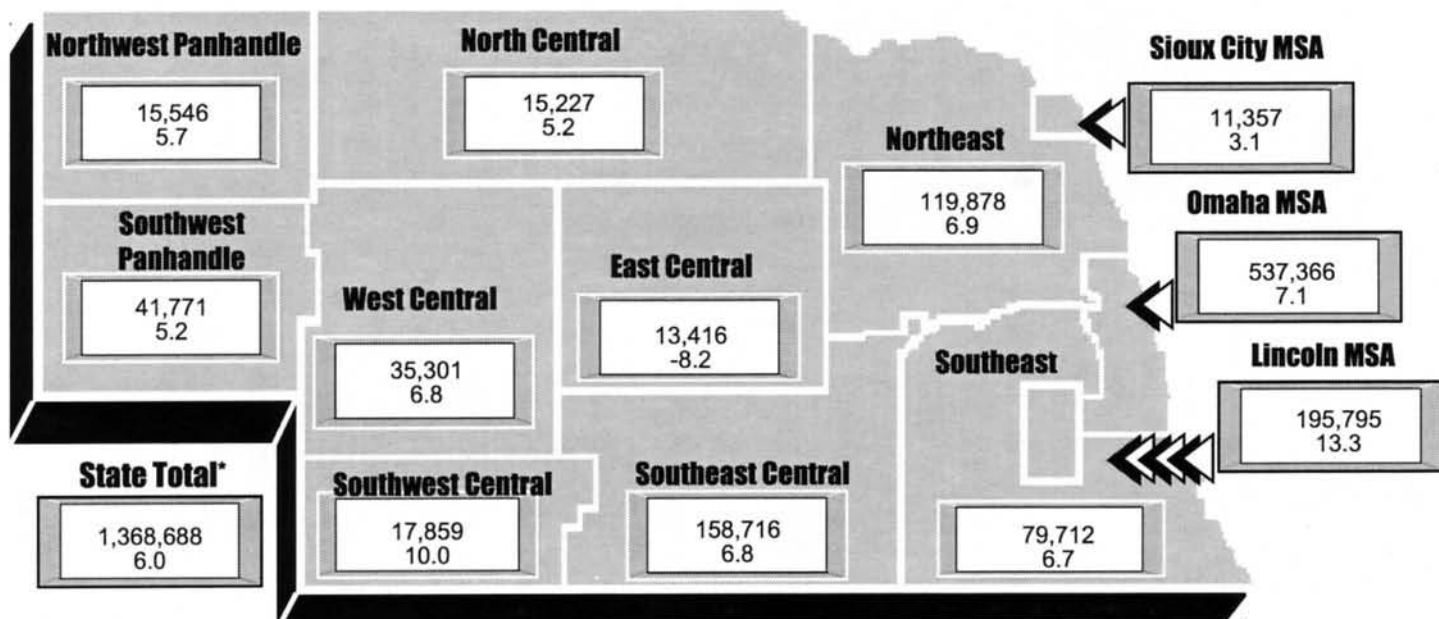 Northwest Panhandle
15,546
5.7
North Central
15,227
5.2
Sioux City MSA
11,357
3.1
Northeast
119,878
6.9
Omaha MSA
537,366
7.1
Southwest
Panhandle
41,771
5.2
West Central
35,301
6.8
East Central
13,416
-8.2
Southeast
79,712
6.7
Lincoln MSA
195,795
13.3
State Total*
1,368,688
6.0
Southwest Central
17,859
10.0
Southeast Central
158,716
6.8